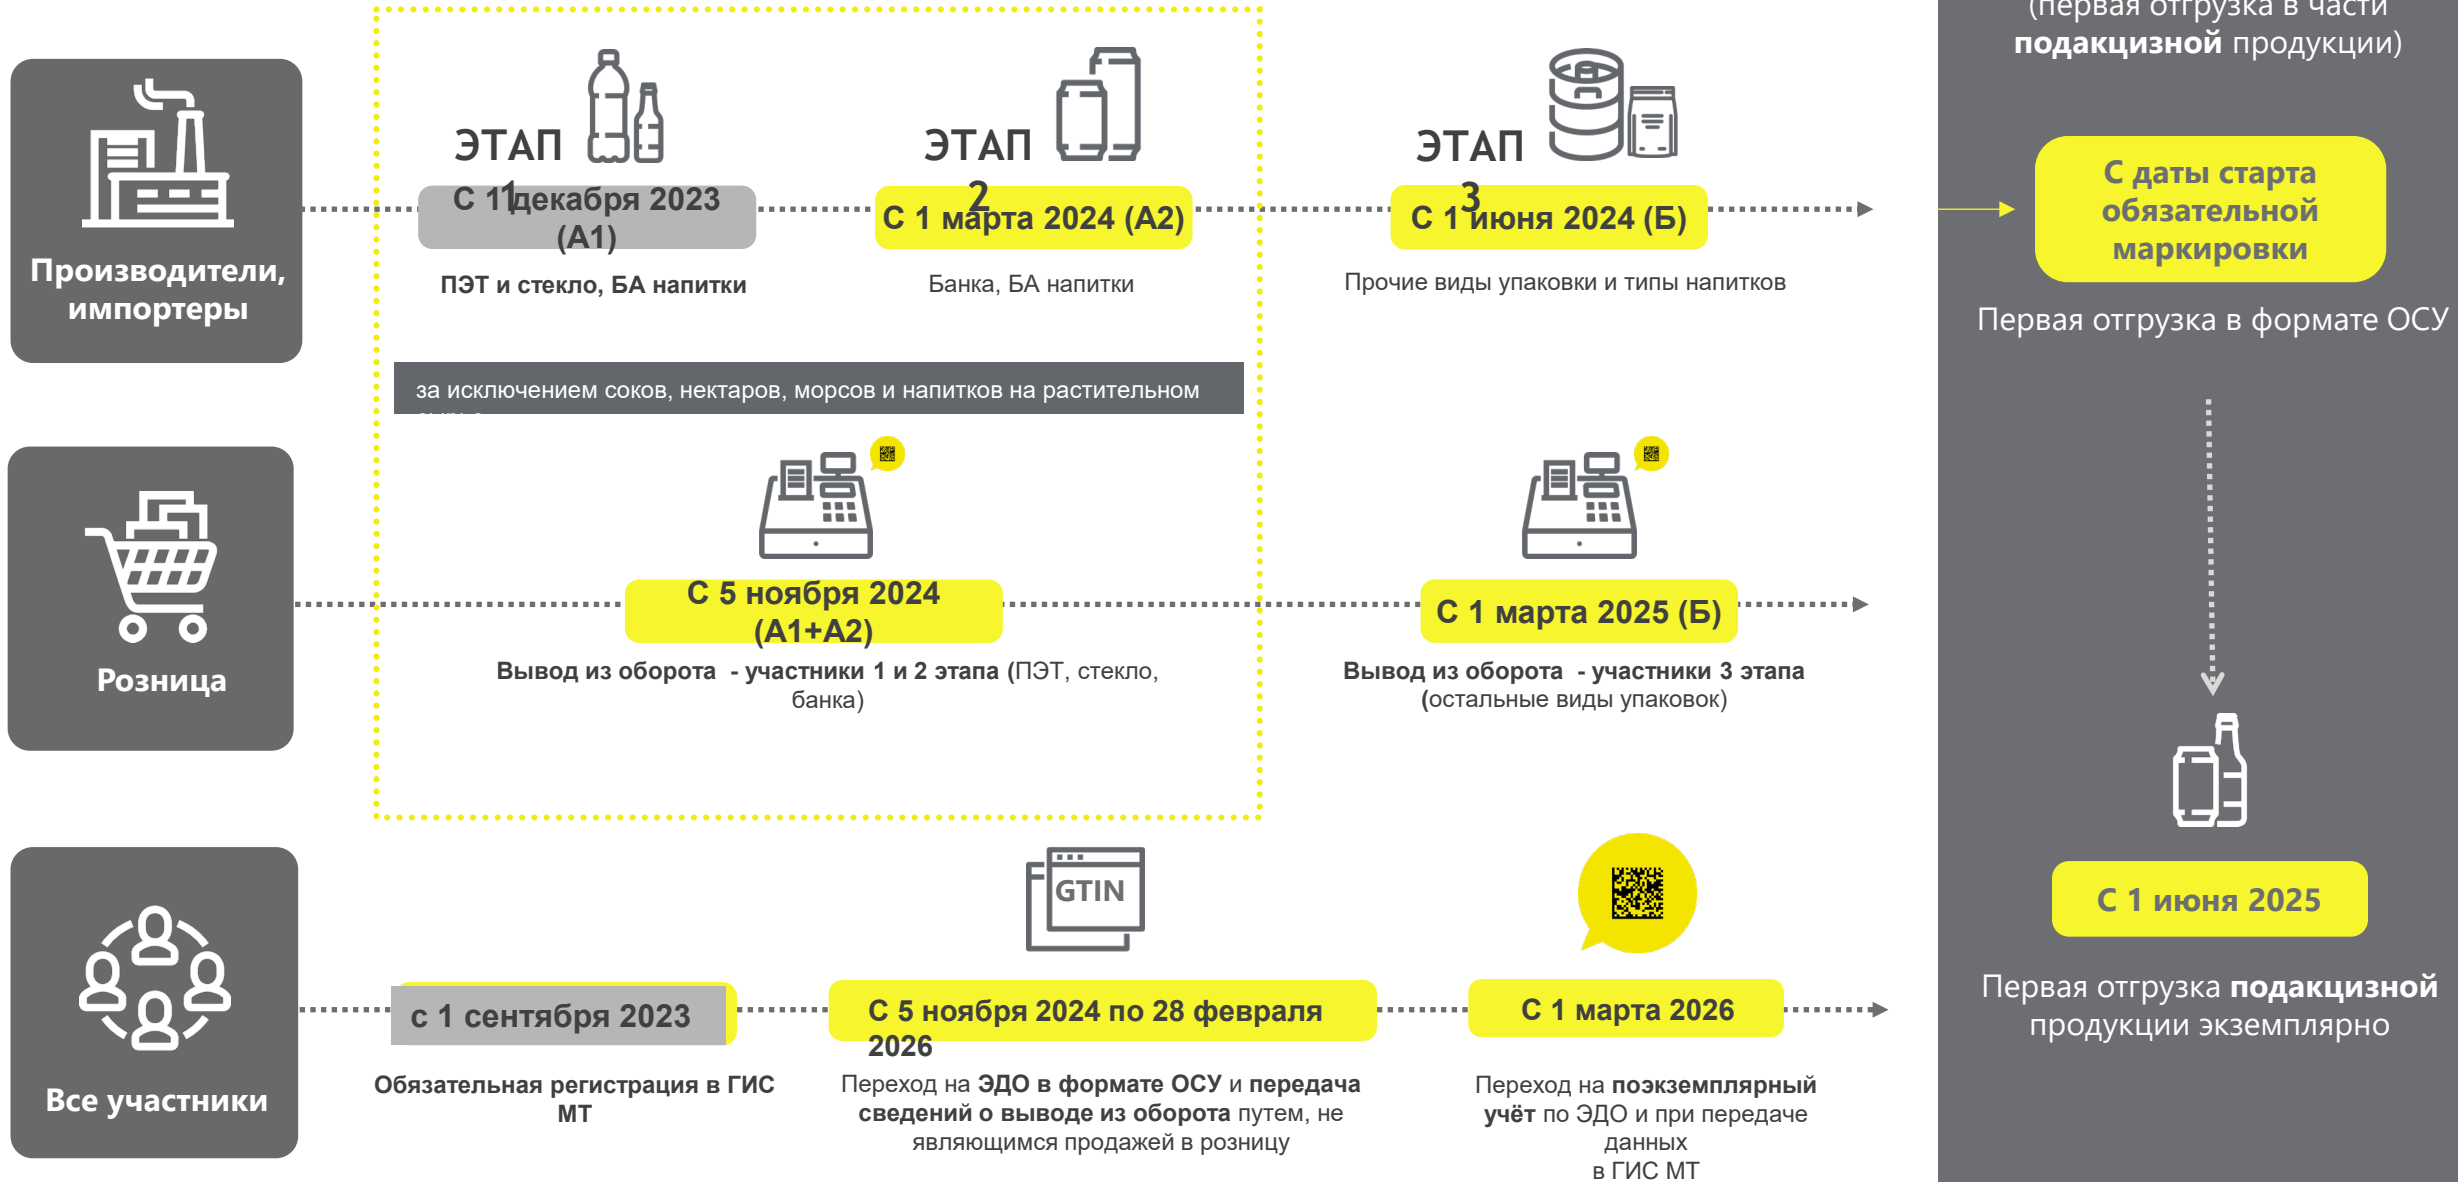 (первая отгрузка в части
подакцизной продукции)
ЭТАП
1
С 1 декабря 2023
(А1)
ПЭТ и стекло, БА напитки
ЭТАП
2
С 1 марта 2024 (А2)
Банка, БА напитки
ЭТАП
3
С 1 июня 2024 (Б)
Прочие виды упаковки и типы напитков
Производители,
импортеры
за исключением соков, нектаров, морсов и напитков на растительном
С даты старта
обязательной
маркировки
Первая отгрузка в формате ОСУ
Розница
С 5 ноября 2024
(А1+А2)
Вывод из оборота - участники 1 и 2 этапа (ПЭТ, стекло,
банка)
С 1 марта 2025 (Б)
Вывод из оборота - участники 3 этапа
(остальные виды упаковок)
Все участники
с 1 сентября 2023
Обязательная регистрация в ГИС
МТ
GTIN
С 5 ноября 2024 по 28 февраля
2026
Переход на ЭДО в формате ОСУ и передача
сведений о выводе из оборота путем, не
являющимся продажей в розницу
С 1 марта 2026
Переход на поэкземплярный
учёт по ЭДО и при передаче
данных
в ГИС МТ
С 1 июня 2025
Первая отгрузка подакцизной
продукции экземплярно